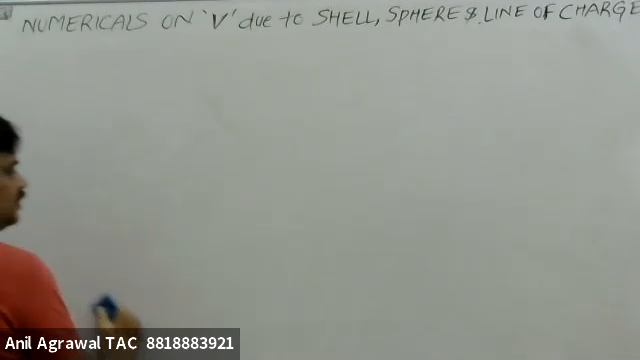 NUMERICALS ON 'V' due to SHELL, SPHERE & LINE OF CHARGE
Anil Agrawal TAC 8818883921